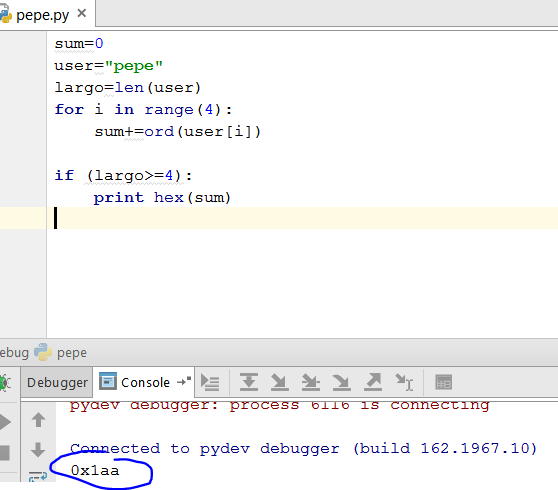 pepe.py
sum=0
user="pepe"
largo=len(user)
for i in range(4):
    sum+=ord(user[i])
if (largo>=4):
    print hex(sum)
ebug pepe
Debugger Console
pydev debugger: process 6116 is connecting
Connected to pydev debugger (build 162.1967.10)
0x1aa